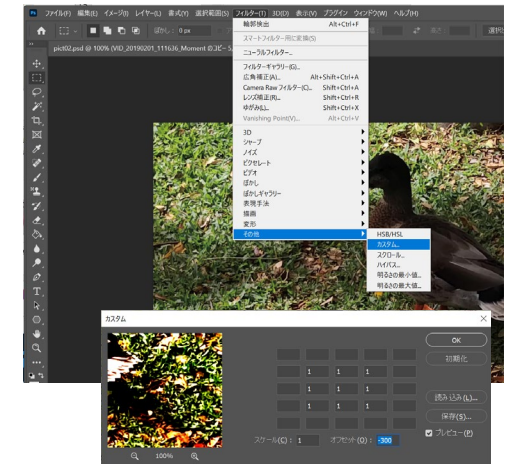 Ps ファイル(F) 編集(E) イメージ(I) レイヤー(L) 書式(Y) 選択範囲(S) フィルター(T) 3D(D) 表示(V) プラグイン ウィンドウ(W) ヘルプ(H)
ぼかし: 0 px
pict02.psd @ 100% (VID_20190201_111636_Moment のコピー 5,
輪郭検出 Alt+Ctrl+F
スマートフィルター用に変換(S)
ニューラルフィルター...
フィルターギャラリー(G)...
広角補正(A)... Alt+Shift+Ctrl+A
Camera Raw フィルター(C)... Shift+Ctrl+A
レンズ補正(R)... Shift+Ctrl+R
ゆがみ(L)... Shift+Ctrl+X
Vanishing Point(V)... Alt+Ctrl+V
3D
シャープ
ノイズ
ピクセレート
ビデオ
ぼかし
ぼかしギャラリー
表現手法
描画
変形
その他
HSB/HSL
カスタム...
スクロール...
ハイパス...
明るさの最小値...
明るさの最大値...
カスタム
OK
初期化
1 1 1
1 1 1
1 1 1
読み込み(L)...
保存(S)...
プレビュー(P)
スケール(C): 1 オフセット(O): -300
100%